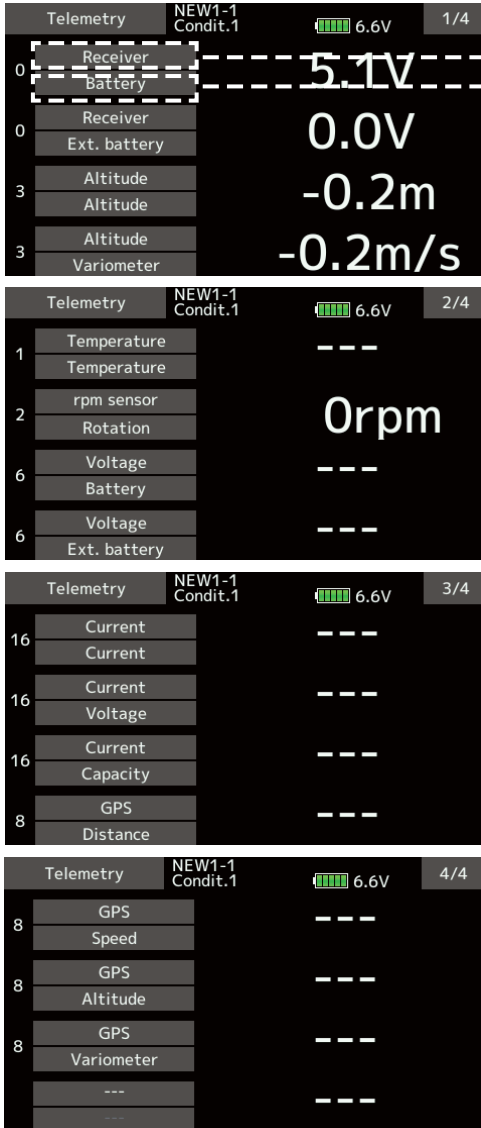 Telemetry NEW1-1 Condit.1 6.6V 1/4
0 Receiver Battery 5.1V
0 Receiver Ext. battery 0.0V
3 Altitude Altitude -0.2m
3 Altitude Variometer -0.2m/s
Telemetry NEW1-1 Condit.1 6.6V 2/4
1 Temperature Temperature ---
2 rpm sensor Rotation 0rpm
6 Voltage Battery ---
6 Voltage Ext. battery ---
Telemetry NEW1-1 Condit.1 6.6V 3/4
16 Current Current ---
16 Current Voltage ---
16 Current Capacity ---
8 GPS Distance ---
Telemetry NEW1-1 Condit.1 6.6V 4/4
8 GPS Speed ---
8 GPS Altitude ---
8 GPS Variometer ---
--- --- ---